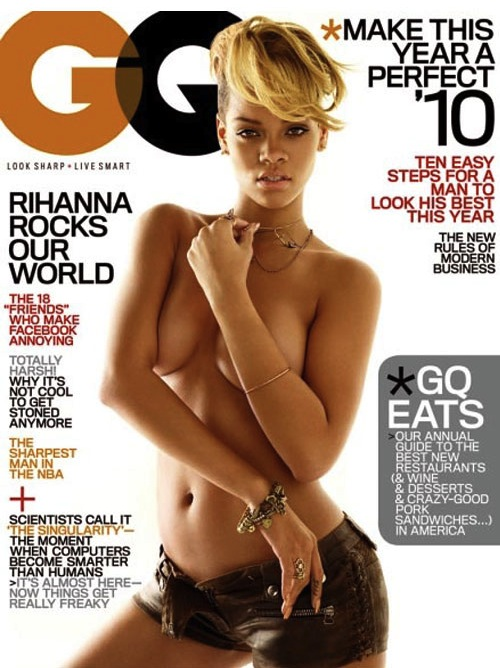 GQ
LOOK SHARP • LIVE SMART
*MAKE THIS
YEAR A
PERFECT
'10
TEN EASY
STEPS FOR A
MAN TO
LOOK HIS BEST
THIS YEAR
THE NEW
RULES OF
MODERN
BUSINESS
RIHANNA
ROCKS
OUR
WORLD
THE 18
"FRIENDS"
WHO MAKE
FACEBOOK
ANNOYING
TOTALLY
HARSH!
WHY IT'S
NOT COOL
TO GET
STONED
ANYMORE
THE
SHARPEST
MAN IN
THE NBA
+
SCIENTISTS CALL IT
'THE SINGULARITY'—
THE MOMENT
WHEN COMPUTERS
BECOME SMARTER
THAN HUMANS
>IT'S ALMOST HERE—
NOW THINGS GET
REALLY FREAKY
*GQ
EATS
>OUR ANNUAL
GUIDE TO THE
BEST NEW
RESTAURANTS
(& WINE
& DESSERTS
& CRAZY-GOOD
PORK
SANDWICHES...)
IN AMERICA